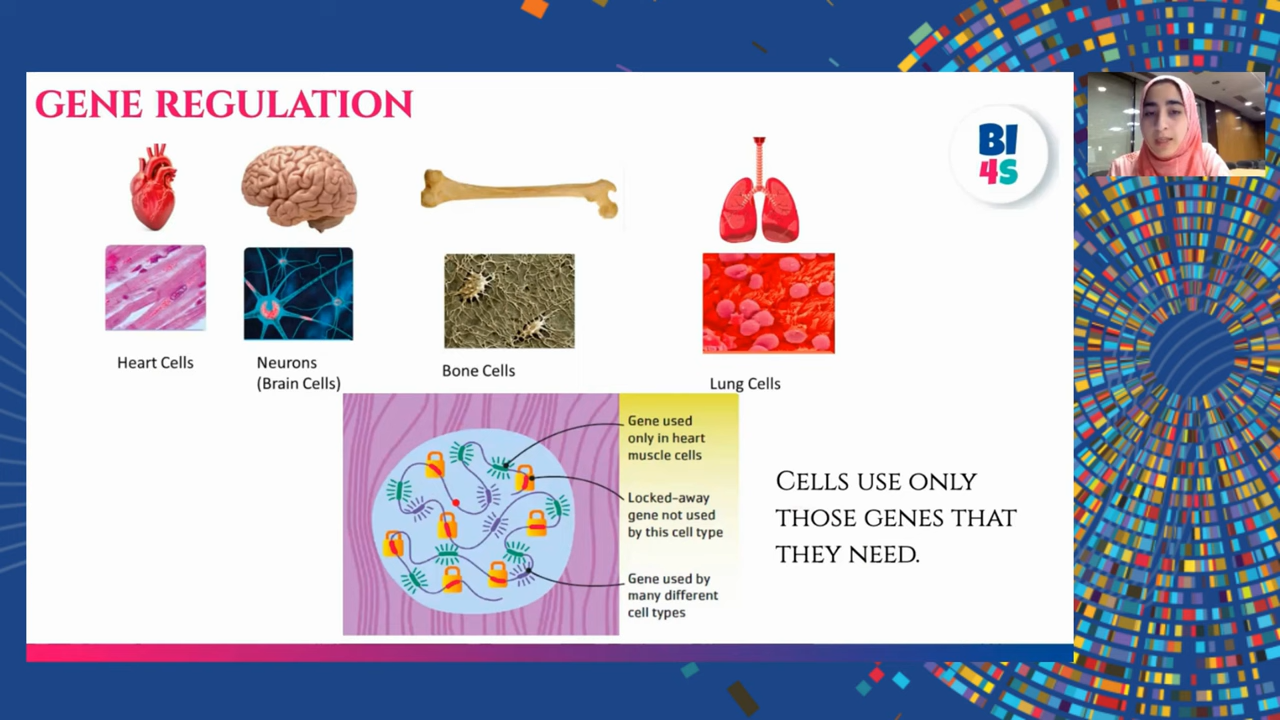 GENE REGULATION
BI
4S
Heart Cells
Neurons
(Brain Cells)
Bone Cells
Lung Cells
Gene used
only in heart
muscle cells
Locked-away
gene not used
by this cell type
Gene used by
many different
cell types
CELLS USE ONLY
THOSE GENES THAT
THEY NEED.